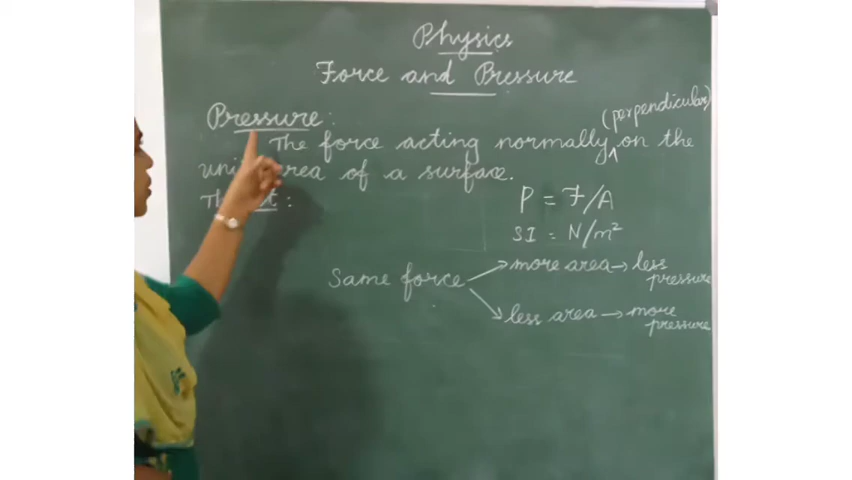 Physics
Force and Pressure
Pressure:
(perpendicular)
The force acting normally on the
unit area of a surface.
:
P = F/A
SI = N/m²
Same force
more area → less
pressure
less area → more
pressure